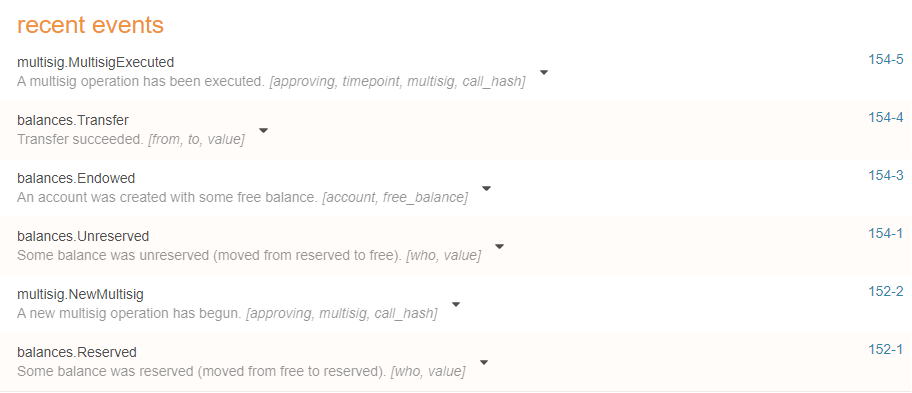 recent events
multisig.MultisigExecuted 154-5
A multisig operation has been executed. [approving, timepoint, multisig, call_hash]
balances.Transfer 154-4
Transfer succeeded. [from, to, value]
balances.Endowed 154-3
An account was created with some free balance. [account, free_balance]
balances.Unreserved 154-1
Some balance was unreserved (moved from reserved to free). [who, value]
multisig.NewMultisig 152-2
A new multisig operation has begun. [approving, multisig, call_hash]
balances.Reserved 152-1
Some balance was reserved (moved from free to reserved). [who, value]